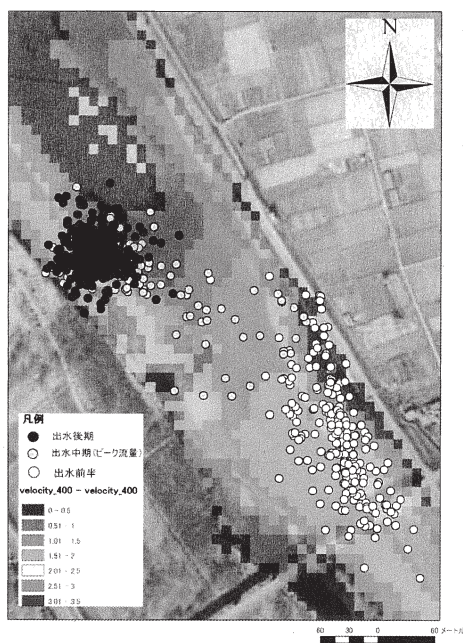 N
凡例
出水後期
出水中期(ピーク流量)
出水前半
velocity_400 - velocity_400
0 - 0.5
0.51 - 1
1.01 - 1.5
1.51 - 2
2.01 - 2.5
2.51 - 3
3.01 - 3.5
60 30 0 60 メートル